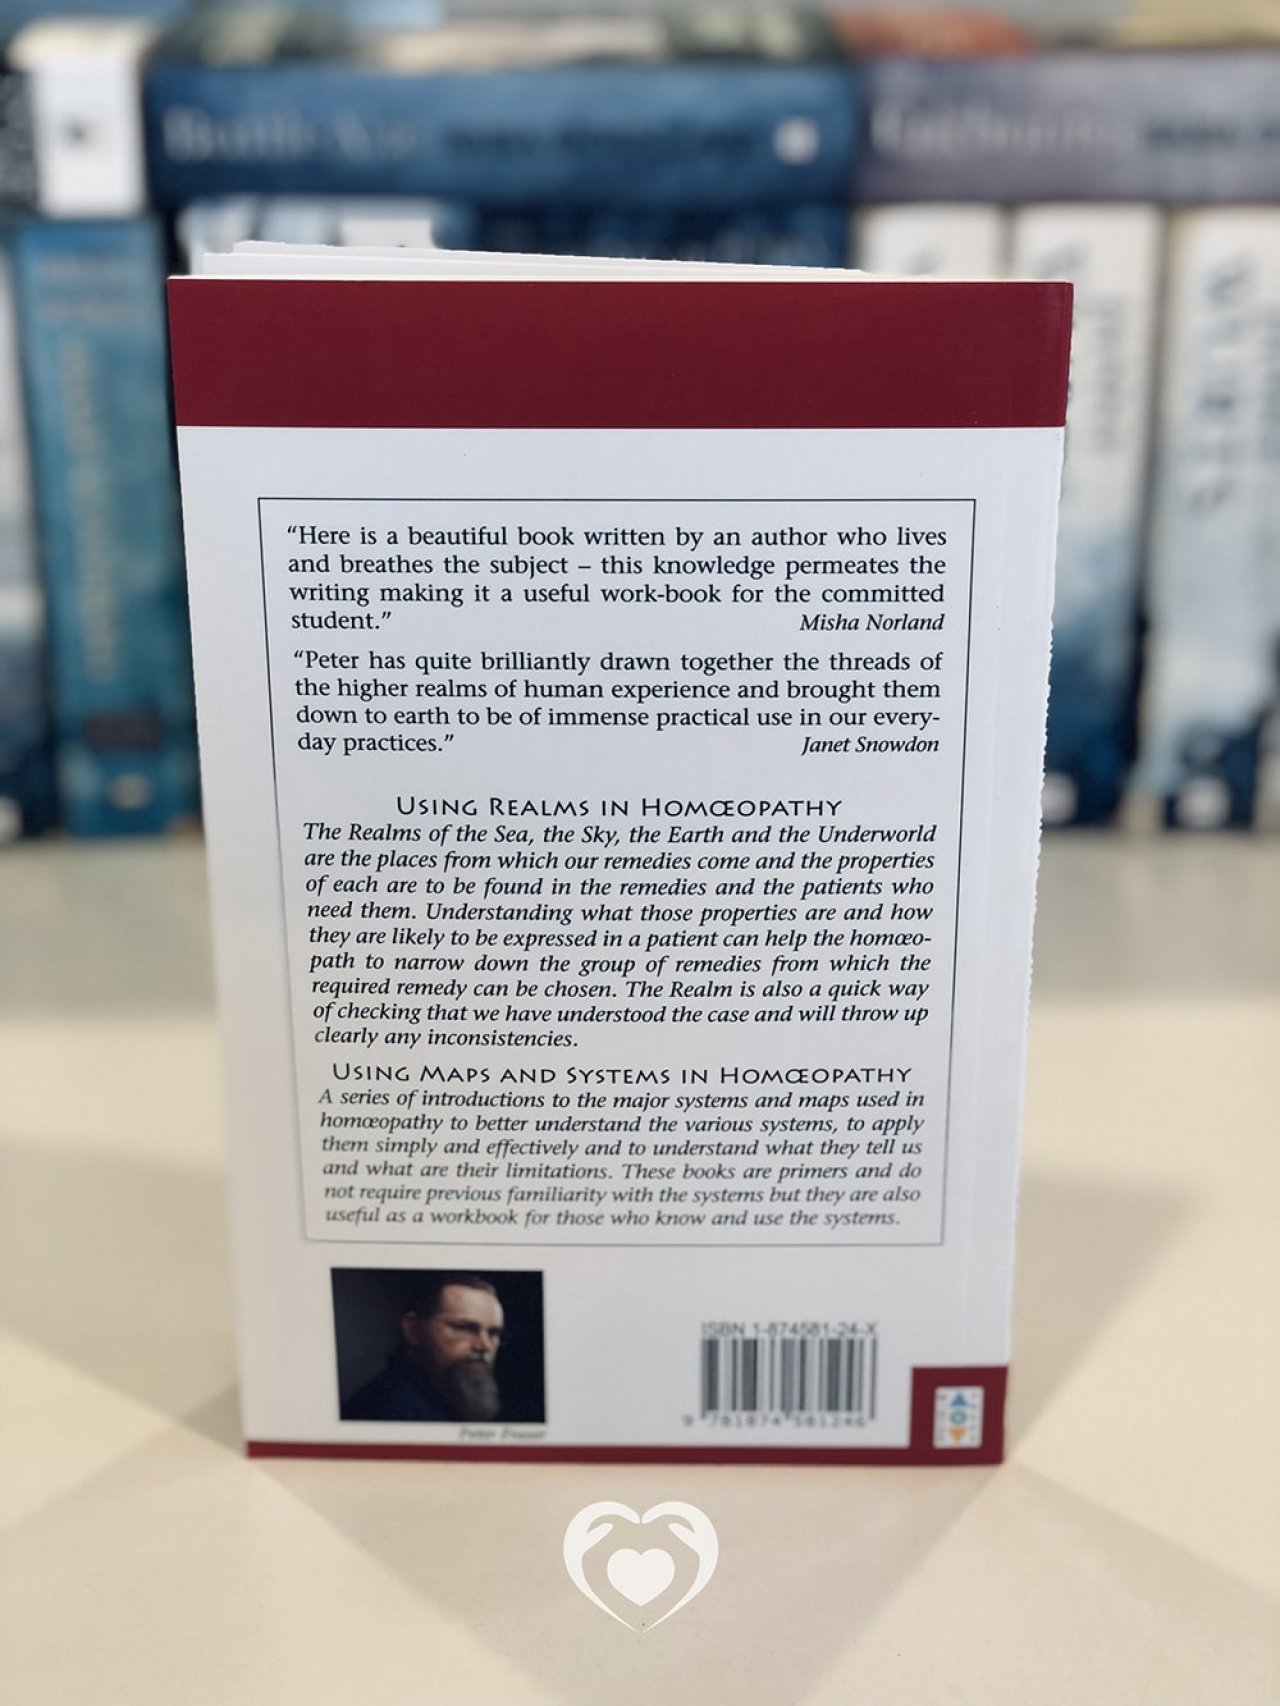 “Here is a beautiful book written by an author who lives
and breathes the subject – this knowledge permeates the
writing making it a useful work-book for the committed
student.” Misha Norland
“Peter has quite brilliantly drawn together the threads of
the higher realms of human experience and brought them
down to earth to be of immense practical use in our every-
day practices.” Janet Snowdon
USING REALMS IN HOMŒOPATHY
The Realms of the Sea, the Sky, the Earth and the Underworld
are the places from which our remedies come and the properties
of each are to be found in the remedies and the patients who
need them. Understanding what those properties are and how
they are likely to be expressed in a patient can help the homœo-
path to narrow down the group of remedies from which the
required remedy can be chosen. The Realm is also a quick way
of checking that we have understood the case and will throw up
clearly any inconsistencies.
USING MAPS AND SYSTEMS IN HOMŒOPATHY
A series of introductions to the major systems and maps used in
homœopathy to better understand the various systems, to apply
them simply and effectively and to understand what they tell us
and what are their limitations. These books are primers and do
not require previous familiarity with the systems but they are also
useful as a workbook for those who know and use the systems.
ISBN 1-874581-24-X
Peter Fraser
9 781874 581246